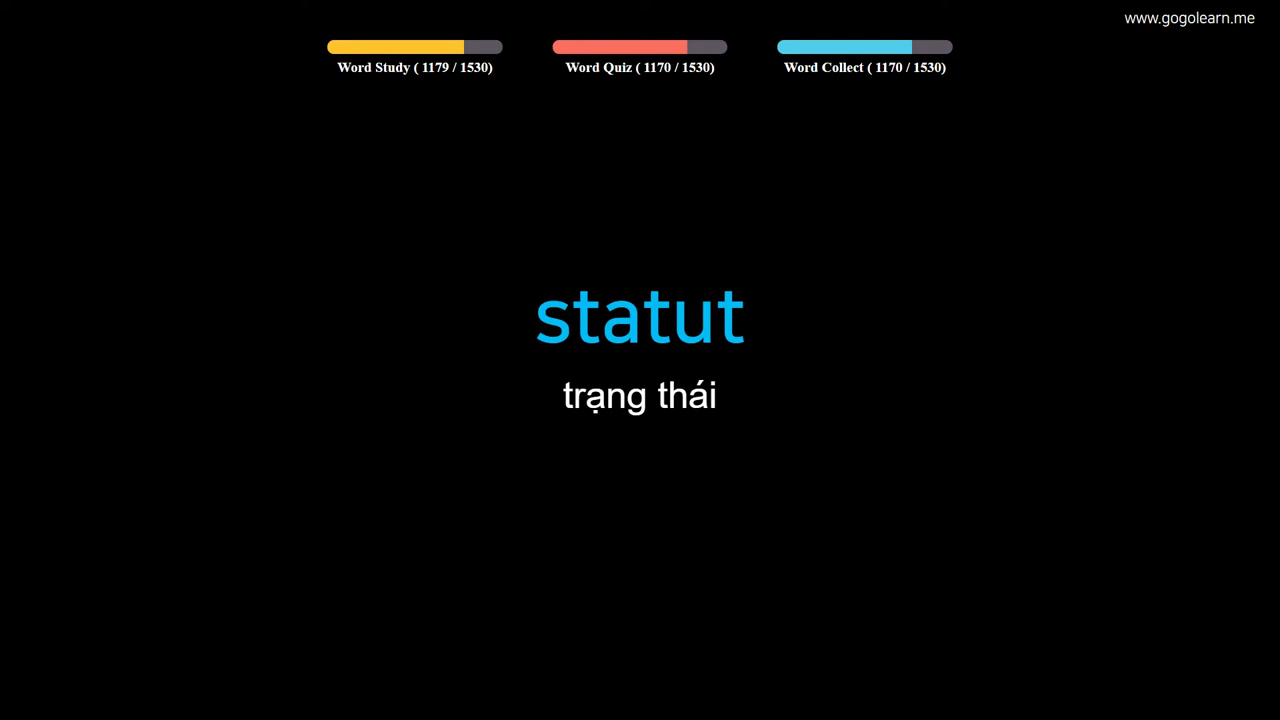 www.gogolearn.me
Word Study ( 1179 / 1530)
Word Quiz ( 1170 / 1530)
Word Collect ( 1170 / 1530)
statut
trạng thái